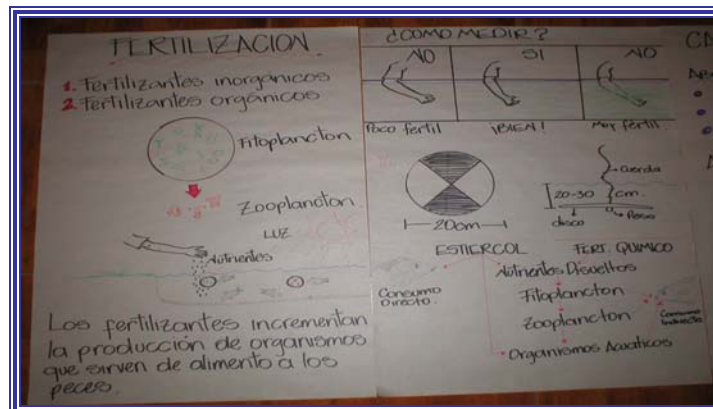 FERTILIZACION
1. Fertilizantes inorgánicos
2. Fertilizantes orgánicos
Fitoplancton
Zooplancton
LUZ
Nutrientes
Los fertilizantes incrementan
la producción de organismos
que sirven de alimento a los
peces.
¿COMO MEDIR?
NO
SI
NO
Poco fertil
¡BIEN!
Muy fertil
20cm
cuerda
20-30 cm.
disco
Peso
ESTIERCOL
FERT. QUIMICO
Nutrientes Disueltos
Consumo
Directo.
Fitoplancton
Zooplancton
Consumo
Indirecto
Organismos Acuaticos